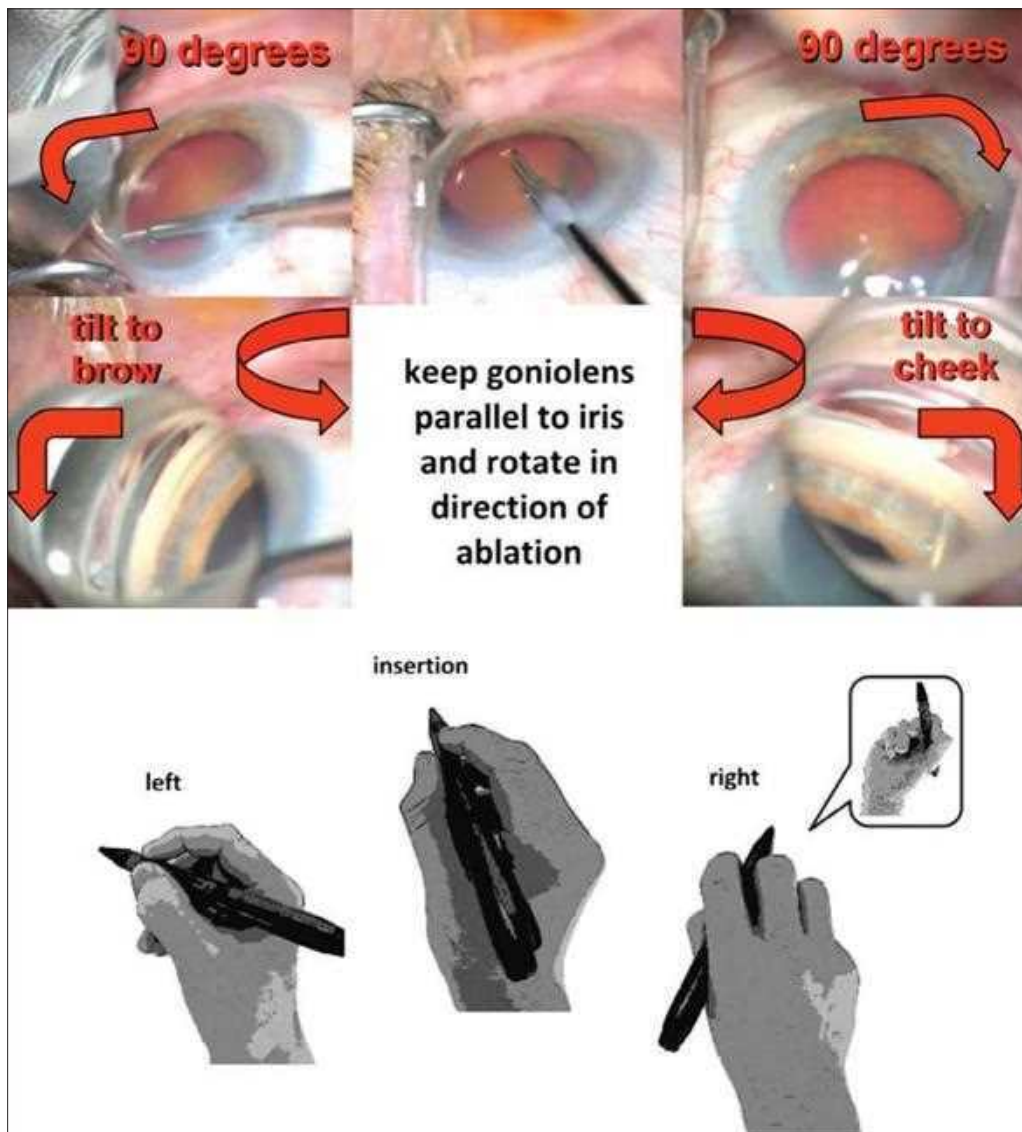 90 degrees
90 degrees
tilt to
brow
keep goniolens
parallel to iris
and rotate in
direction of
ablation
tilt to
cheek
insertion
left
right